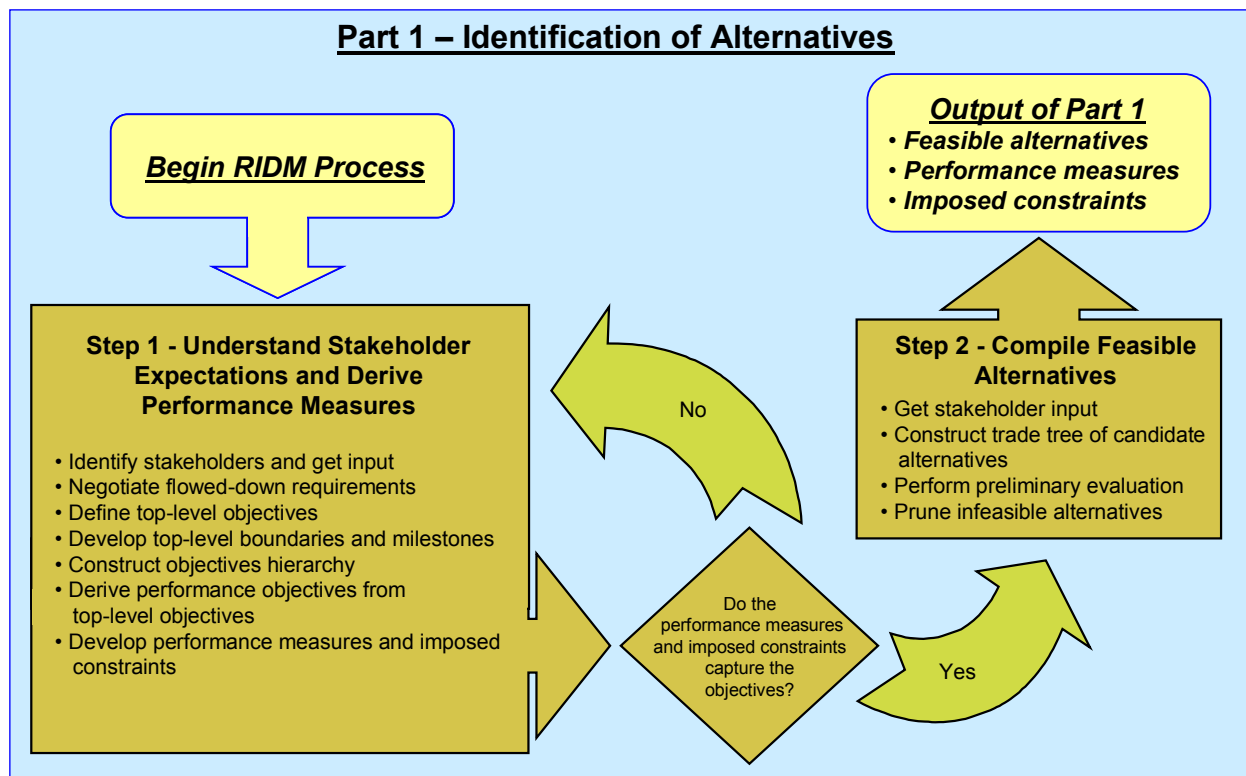 Part 1 – Identification of Alternatives
Begin RIDM Process
Output of Part 1
• Feasible alternatives
• Performance measures
• Imposed constraints
Step 1 - Understand Stakeholder
Expectations and Derive
Performance Measures
• Identify stakeholders and get input
• Negotiate flowed-down requirements
• Define top-level objectives
• Develop top-level boundaries and milestones
• Construct objectives hierarchy
• Derive performance objectives from
top-level objectives
• Develop performance measures and imposed
constraints
No
Do the
performance measures
and imposed constraints
capture the
objectives?
Yes
Step 2 - Compile Feasible
Alternatives
• Get stakeholder input
• Construct trade tree of candidate
alternatives
• Perform preliminary evaluation
• Prune infeasible alternatives